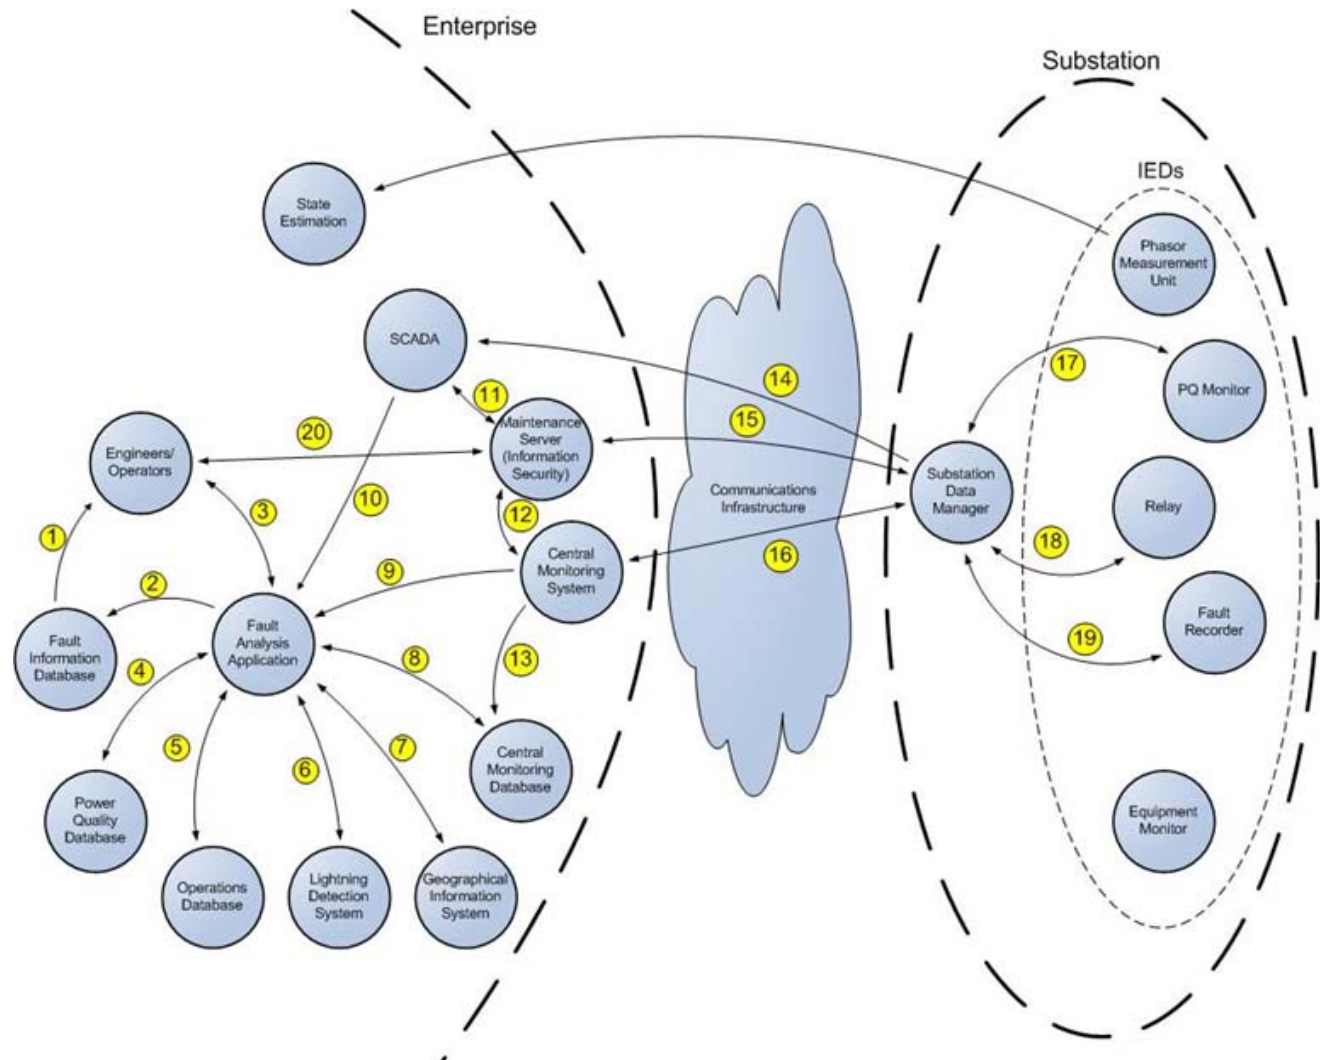 Enterprise
Substation
IEDs
State
Estimation
Phasor
Measurement
Unit
SCADA
14
17
PQ Monitor
11
15
Maintenance
Server
(Information
Security)
20
Engineers/
Operators
10
Communications
Infrastructure
Substation
Data
Manager
Relay
3
12
1
18
16
Central
Monitoring
System
9
2
Fault
Information
Database
Fault
Analysis
Application
4
8
13
19
Fault
Recorder
5
6
7
Central
Monitoring
Database
Power
Quality
Database
Equipment
Monitor
Operations
Database
Lightning
Detection
System
Geographical
Information
System